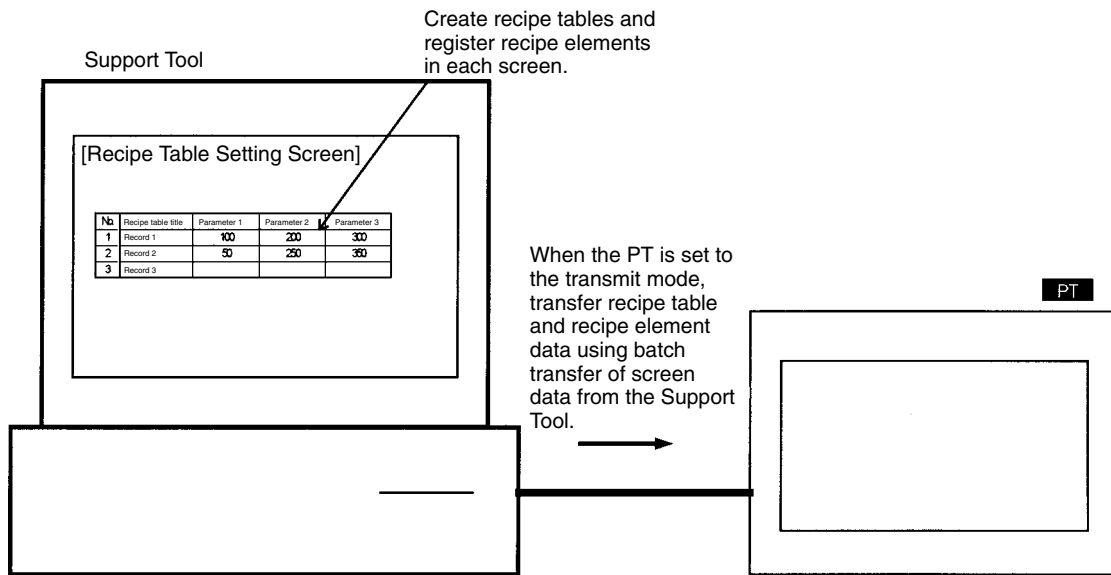 Create recipe tables and
register recipe elements
in each screen.
Support Tool
[Recipe Table Setting Screen]
No. Recipe table title Parameter 1 Parameter 2 Parameter 3
1 Record 1 100 200 300
2 Record 2 50 250 350
3 Record 3
When the PT is set to
the transmit mode,
transfer recipe table
and recipe element
data using batch
transfer of screen
data from the Support
Tool.
PT